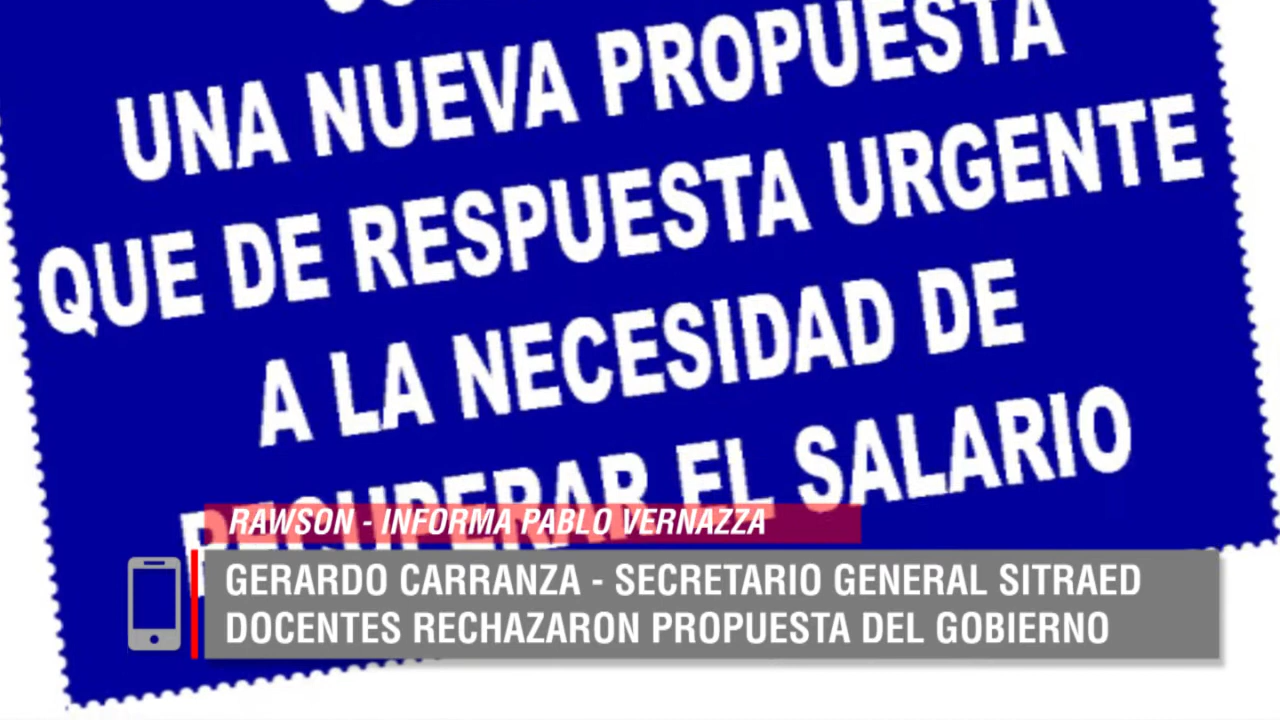 UNA NUEVA PROPUESTA
QUE DE RESPUESTA URGENTE
A LA NECESIDAD DE
RECUPERAR EL SALARIO
RAWSON - INFORMA PABLO VERNAZZA
GERARDO CARRANZA - SECRETARIO GENERAL SITRAED
DOCENTES RECHAZARON PROPUESTA DEL GOBIERNO